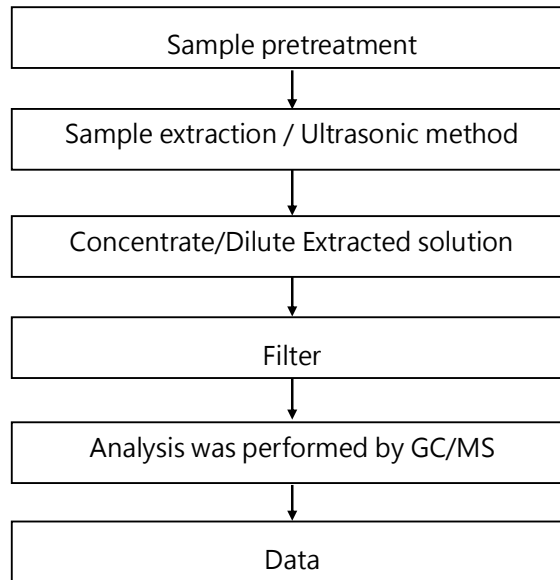 Sample pretreatment
Sample extraction / Ultrasonic method
Concentrate/Dilute Extracted solution
Filter
Analysis was performed by GC/MS
Data